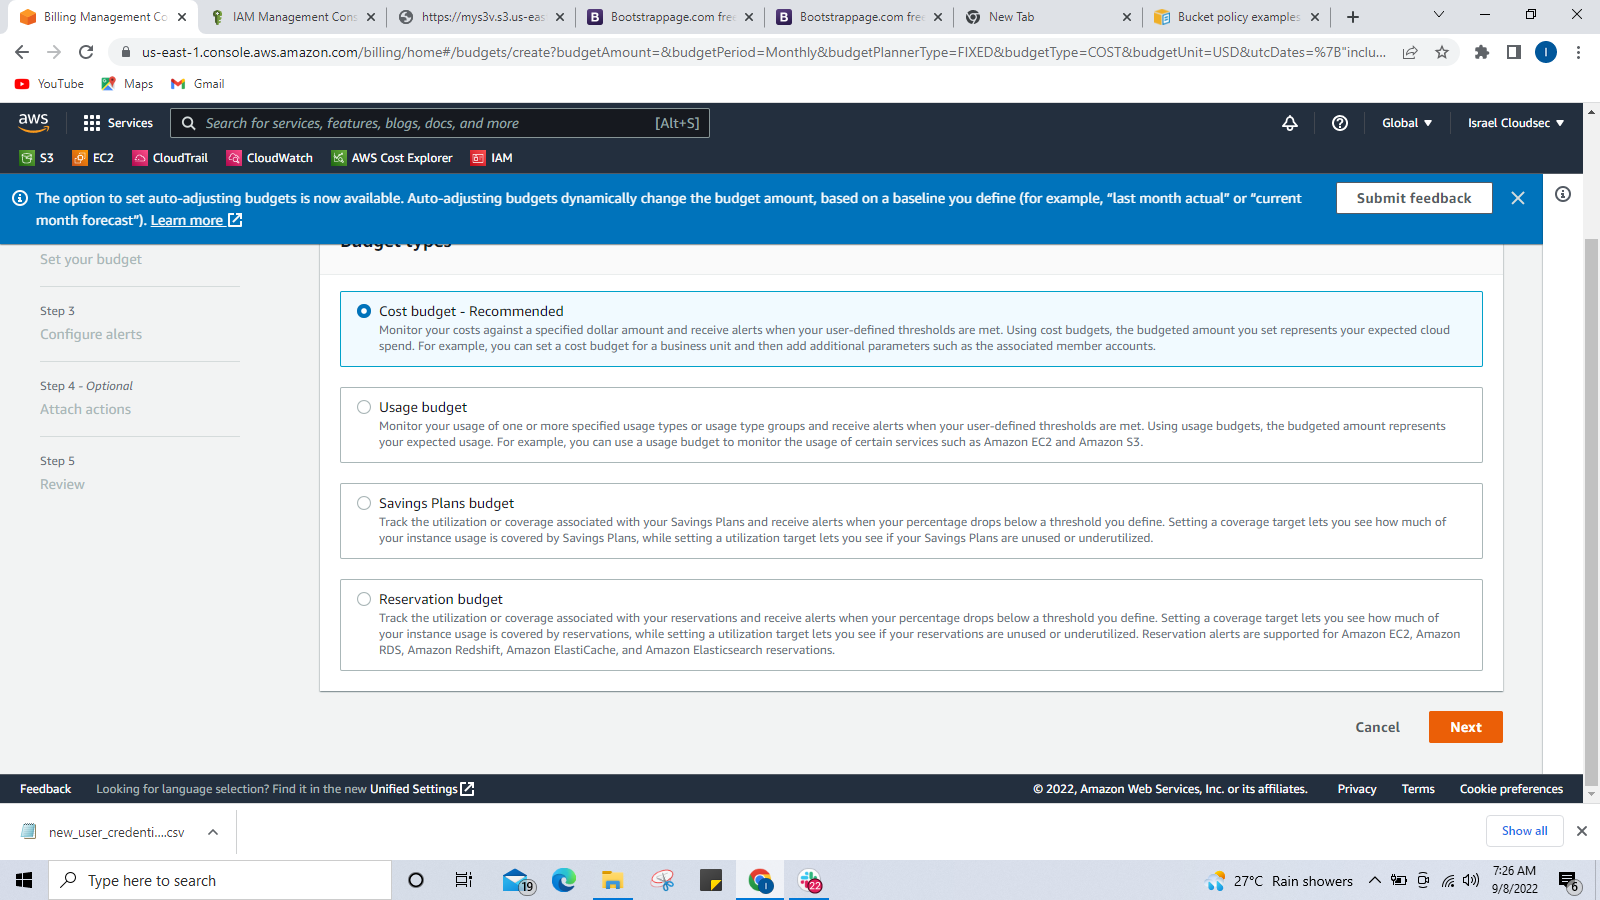 Billing Management Co
IAM Management Cons
https://mys3v.s3.us-eas
Bootstrappage.com free
Bootstrappage.com free
New Tab
Bucket policy examples
us-east-1.console.aws.amazon.com/billing/home#/budgets/create?budgetAmount=&budgetPeriod=Monthly&budgetPlannerType=FIXED&budgetType=COST&budgetUnit=USD&utcDates=%7B"inclu...
I
YouTube
Maps
Gmail
aws
Services
Search for services, features, blogs, docs, and more
[Alt+S]
Global
Israel Cloudsec
S3
EC2
CloudTrail
CloudWatch
AWS Cost Explorer
IAM
The option to set auto-adjusting budgets is now available. Auto-adjusting budgets dynamically change the budget amount, based on a baseline you define (for example, “last month actual” or “current
month forecast”). Learn more
Submit feedback
Budget types
Set your budget
Step 3
Configure alerts
Step 4 - Optional
Attach actions
Step 5
Review
Cost budget - Recommended
Monitor your costs against a specified dollar amount and receive alerts when your user-defined thresholds are met. Using cost budgets, the budgeted amount you set represents your expected cloud
spend. For example, you can set a cost budget for a business unit and then add additional parameters such as the associated member accounts.
Usage budget
Monitor your usage of one or more specified usage types or usage type groups and receive alerts when your user-defined thresholds are met. Using usage budgets, the budgeted amount represents
your expected usage. For example, you can use a usage budget to monitor the usage of certain services such as Amazon EC2 and Amazon S3.
Savings Plans budget
Track the utilization or coverage associated with your Savings Plans and receive alerts when your percentage drops below a threshold you define. Setting a coverage target lets you see how much of
your instance usage is covered by Savings Plans, while setting a utilization target lets you see if your Savings Plans are unused or underutilized.
Reservation budget
Track the utilization or coverage associated with your reservations and receive alerts when your percentage drops below a threshold you define. Setting a coverage target lets you see how much of
your instance usage is covered by reservations, while setting a utilization target lets you see if your reservations are unused or underutilized. Reservation alerts are supported for Amazon EC2, Amazon
RDS, Amazon Redshift, Amazon ElastiCache, and Amazon Elasticsearch reservations.
Cancel
Next
Feedback
Looking for language selection? Find it in the new Unified Settings
© 2022, Amazon Web Services, Inc. or its affiliates.
Privacy
Terms
Cookie preferences
new_user_credenti....csv
Show all
Type here to search
19
I
22
27°C Rain showers
7:26 AM
9/8/2022
6